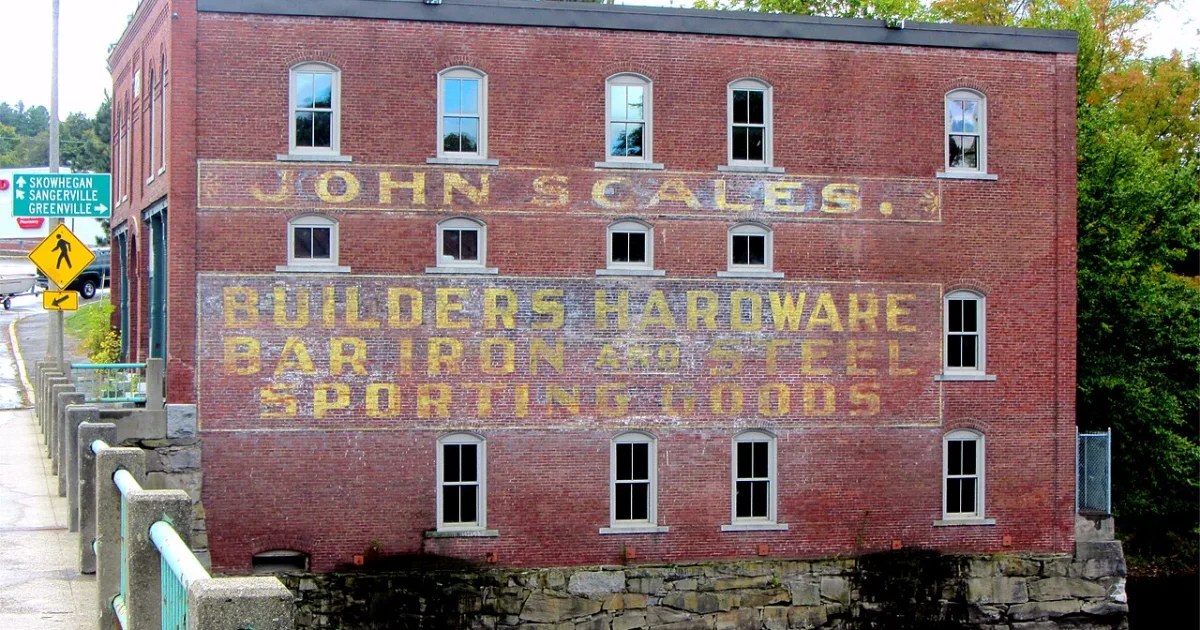 JOHN SCALES.
SKOWHEGAN
SANGERVILLE
GREENVILLE
BUILDERS HARDWARE
BAR IRON AND STEEL
SPORTING GOODS